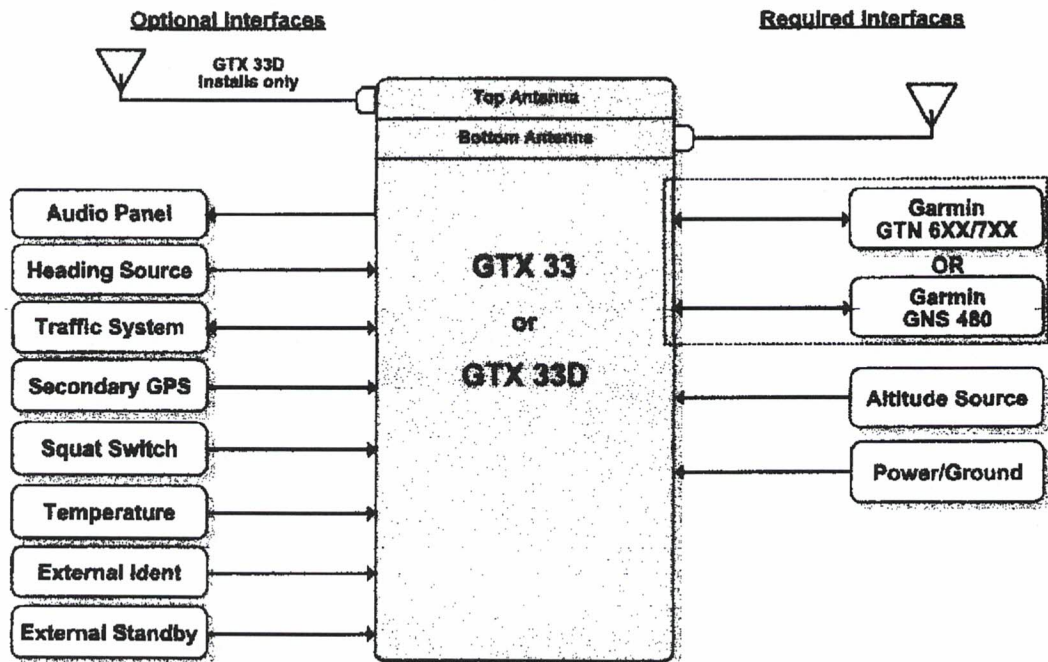 Optional Interfaces
Required Interfaces
GTX 33D
Installs only
Top Antenna
Bottom Antenna
Audio Panel
Heading Source
Traffic System
Secondary GPS
Squat Switch
Temperature
External Ident
External Standby
GTX 33
or
GTX 33D
Garmin
GTN 6XX/7XX
OR
Garmin
GNS 480
Altitude Source
Power/Ground